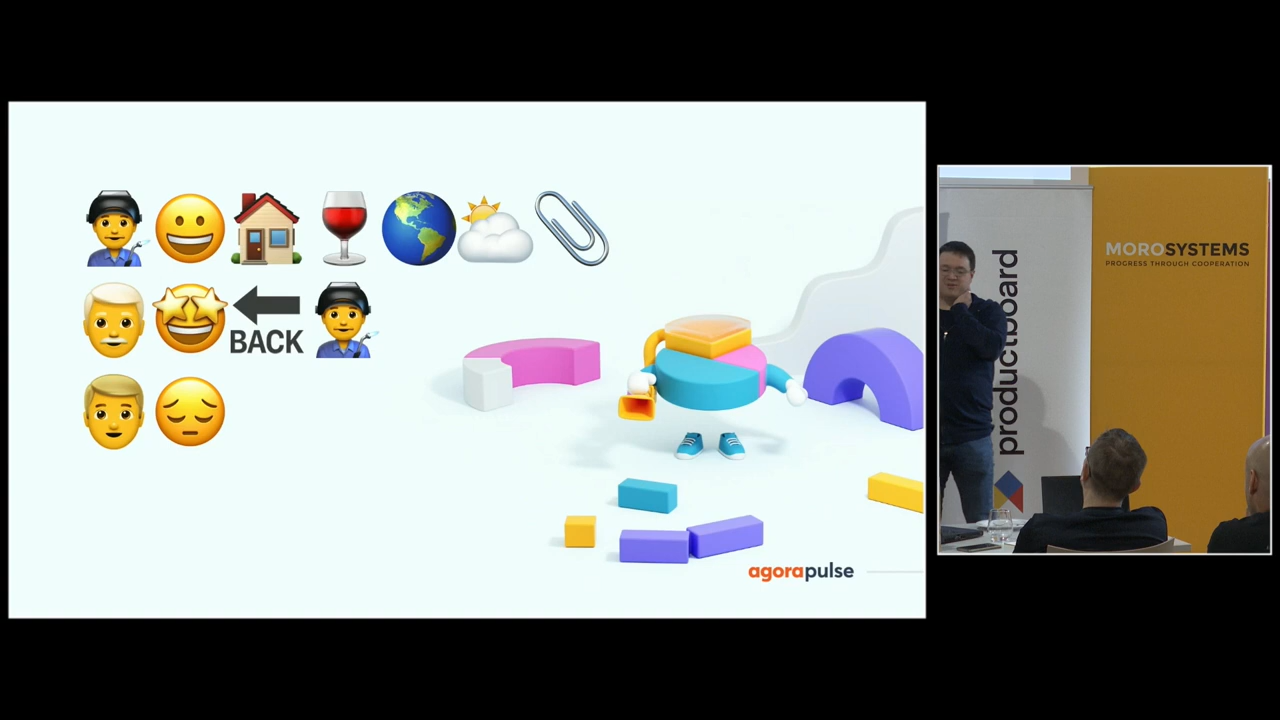 BACK
agorapulse
productboard
MOROSYSTEMS
PROGRESS THROUGH COOPERATION